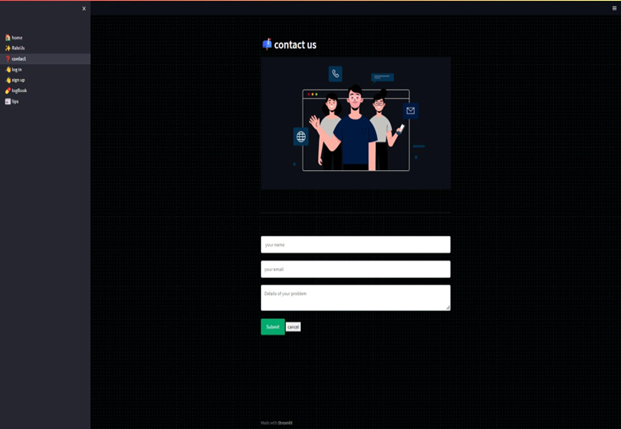 X
home
RateUs
contact
log in
sign up
logBook
tips
contact us
your name
your email
Details of your problem
Submit cancel
Made with Streamlit